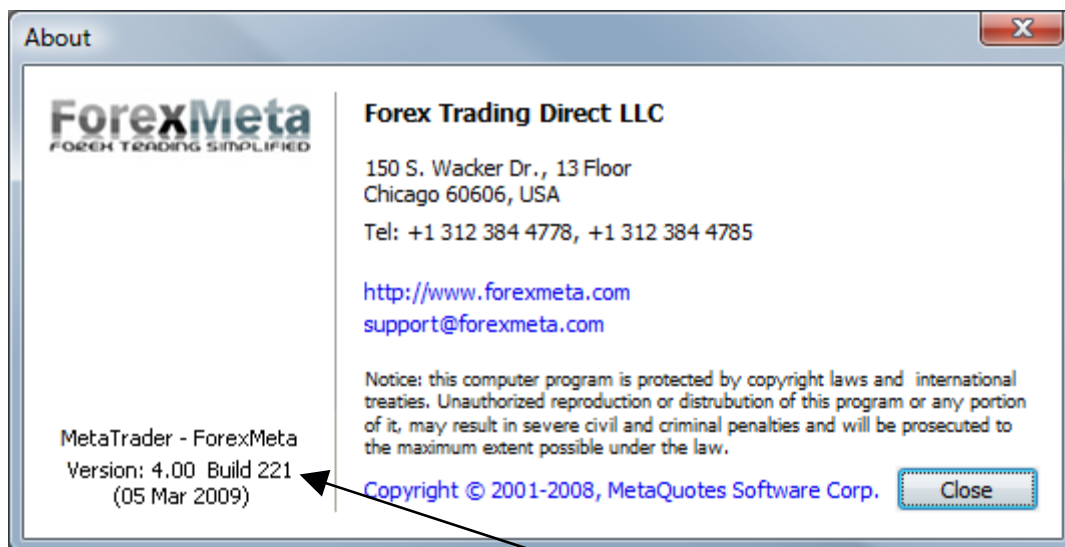 About
ForexMeta
FOREX TRADING SIMPLIFIED
Forex Trading Direct LLC
150 S. Wacker Dr., 13 Floor
Chicago 60606, USA
Tel: +1 312 384 4778, +1 312 384 4785
http://www.forexmeta.com
support@forexmeta.com
Notice: this computer program is protected by copyright laws and international
treaties. Unauthorized reproduction or distrubution of this program or any portion
of it, may result in severe civil and criminal penalties and will be prosecuted to
the maximum extent possible under the law.
MetaTrader - ForexMeta
Version: 4.00 Build 221
(05 Mar 2009)
Copyright © 2001-2008, MetaQuotes Software Corp.
Close